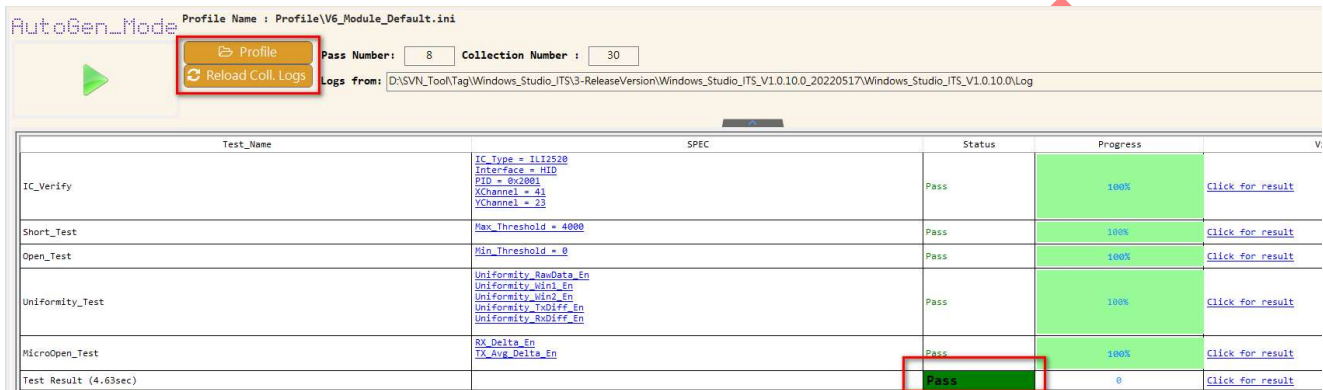 AutoGen_Mode
Profile Name : Profile\V6_Module_Default.ini
Profile
Pass Number: 8 Collection Number : 30
Reload Coll. Logs
Logs from: D:\SVN_Tool\Tag\Windows_Studio_ITS\3-ReleaseVersion\Windows_Studio_ITS_V1.0.10.0_20220517\Windows_Studio_ITS_V1.0.10.0\Log
Test_Name SPEC Status Progress
IC_Verify
IC_Type = ILI2520
Interface = HID
PID = 0x2001
XChannel = 41
YChannel = 23
Pass 100% Click for result
Short_Test Max_Threshold = 4000 Pass 100% Click for result
Open_Test Min_Threshold = 0 Pass 100% Click for result
Uniformity_Test
Uniformity_RawData_En
Uniformity_Win1_En
Uniformity_Win2_En
Uniformity_TxDiff_En
Uniformity_RxDiff_En
Pass 100% Click for result
MicroOpen_Test
RX_Delta_En
TX_Avg_Delta_En
Pass 100% Click for result
Test Result (4.63sec) Pass 0 Click for result